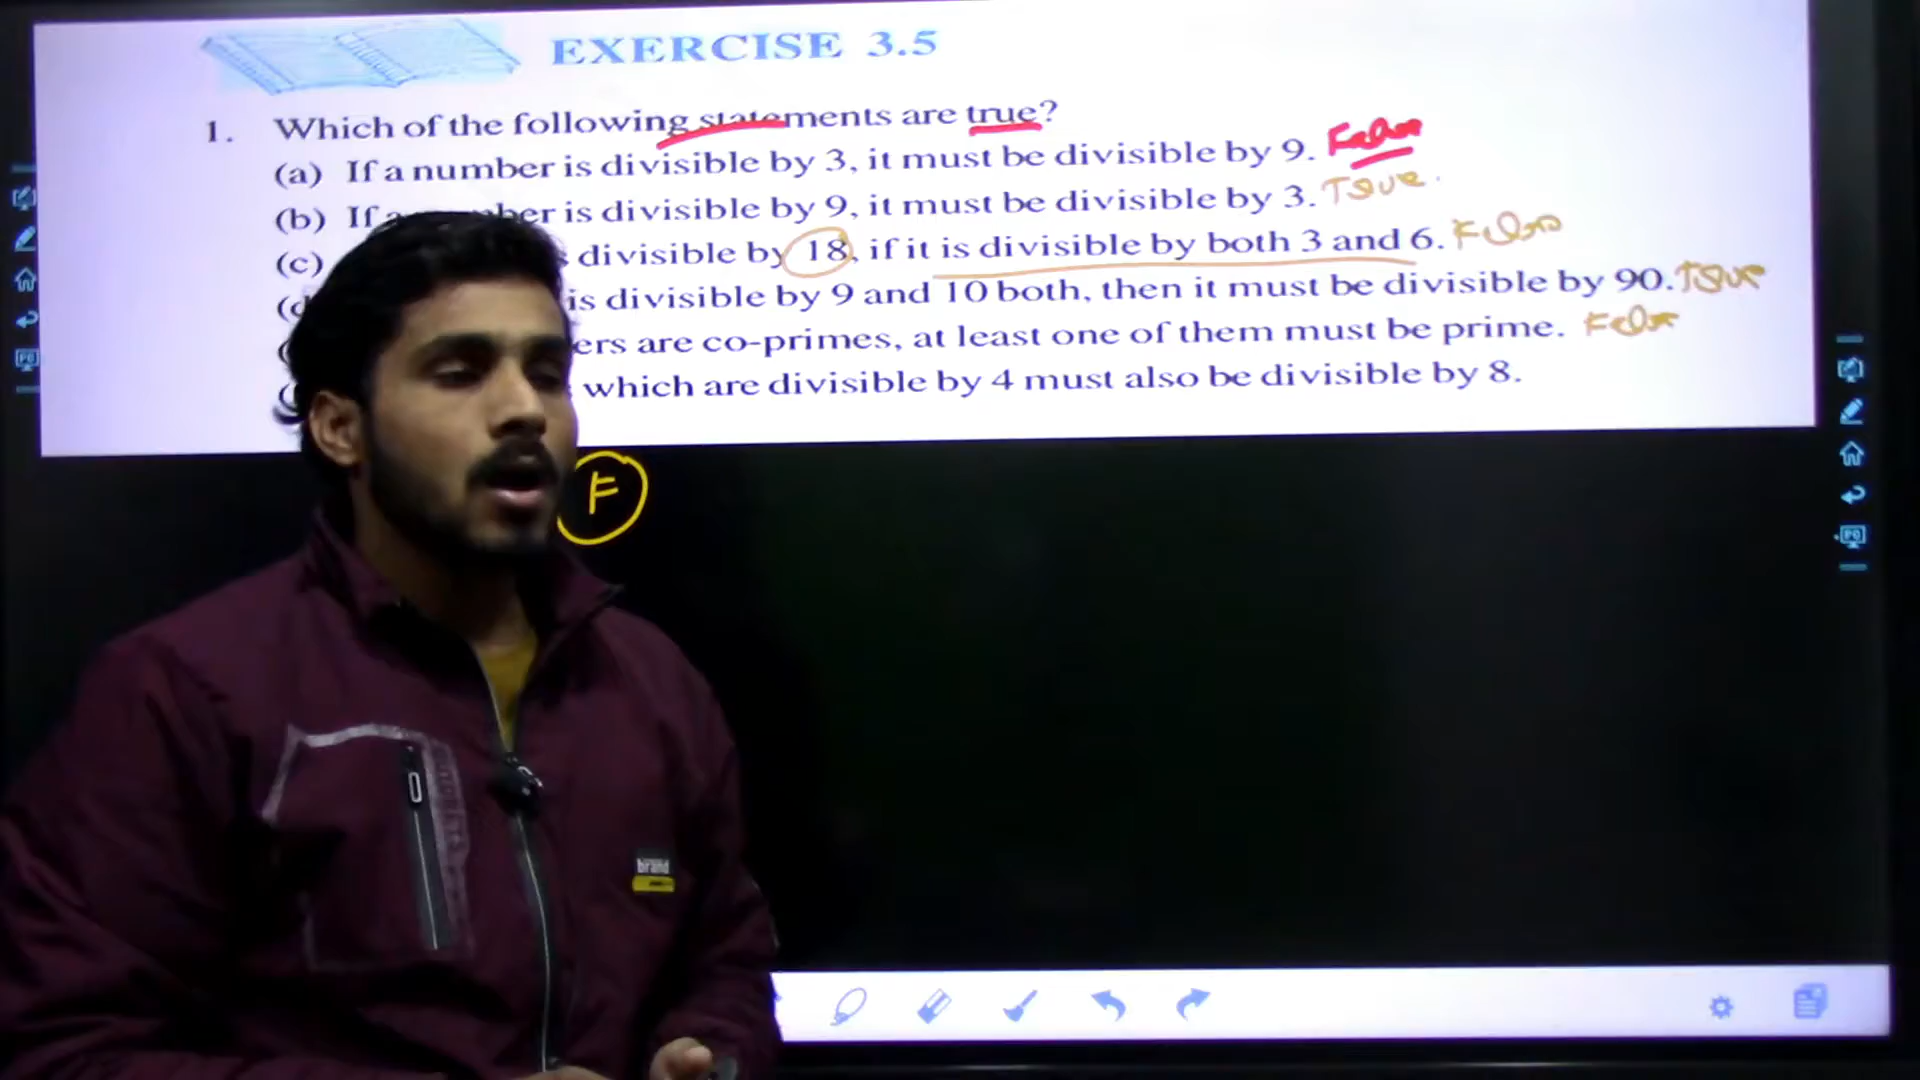 EXERCISE 3.5
1. Which of the following statements are true?
(a) If a number is divisible by 3, it must be divisible by 9. False
(b) If a number is divisible by 9, it must be divisible by 3. True.
(c) divisible by 18, if it is divisible by both 3 and 6. False
(d is divisible by 9 and 10 both, then it must be divisible by 90. True
ers are co-primes, at least one of them must be prime. False
which are divisible by 4 must also be divisible by 8.
F
brand